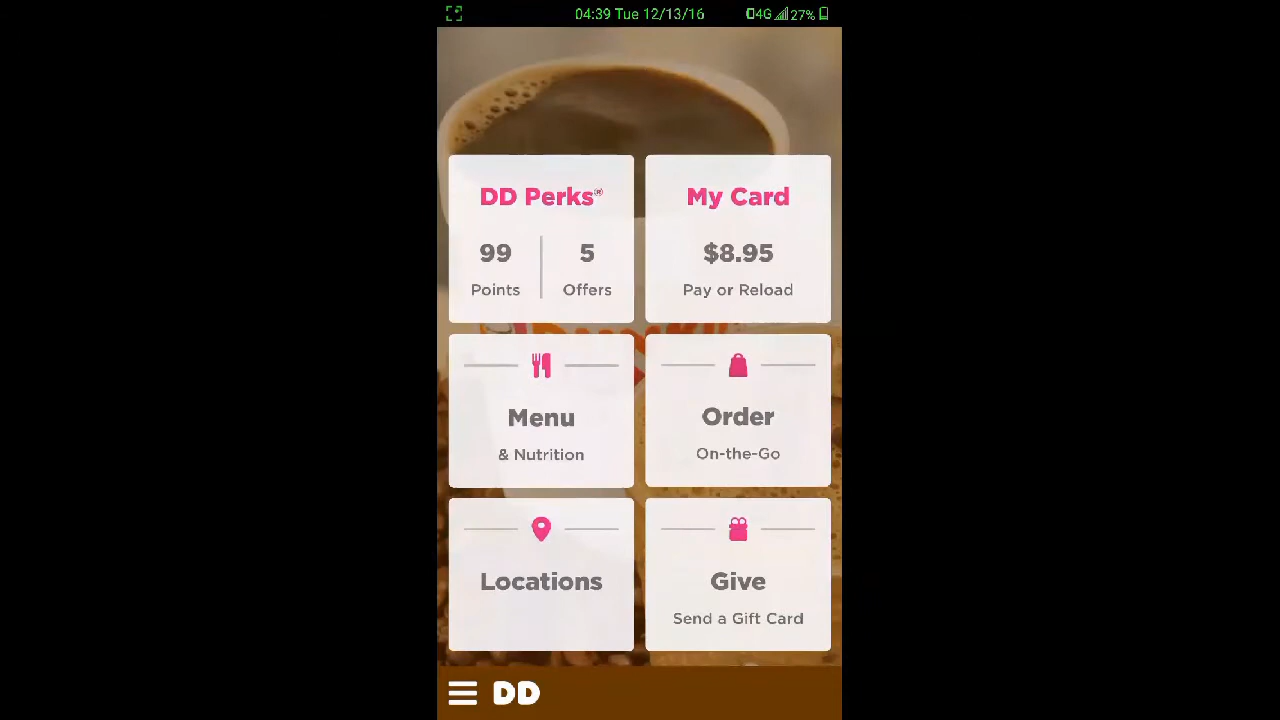 04:39 Tue 12/13/16 4G 27%
DD Perks®
99
Points
5
Offers
My Card
$8.95
Pay or Reload
Menu
& Nutrition
Order
On-the-Go
Locations
Give
Send a Gift Card
DD